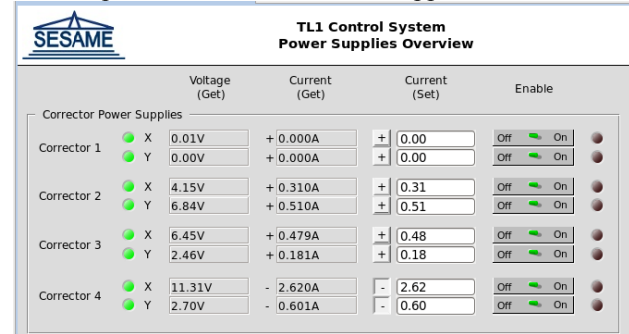 SESAME
TL1 Control System
Power Supplies Overview
Voltage Current Current Enable
(Get) (Get) (Set)
Corrector Power Supplies
Corrector 1 X 0.01V + 0.000A + 0.00 Off On
Y 0.00V + 0.000A + 0.00 Off On
Corrector 2 X 4.15V + 0.310A + 0.31 Off On
Y 6.84V + 0.510A + 0.51 Off On
Corrector 3 X 6.45V + 0.479A + 0.48 Off On
Y 2.46V + 0.181A + 0.18 Off On
Corrector 4 X 11.31V - 2.620A - 2.62 Off On
Y 2.70V - 0.601A - 0.60 Off On